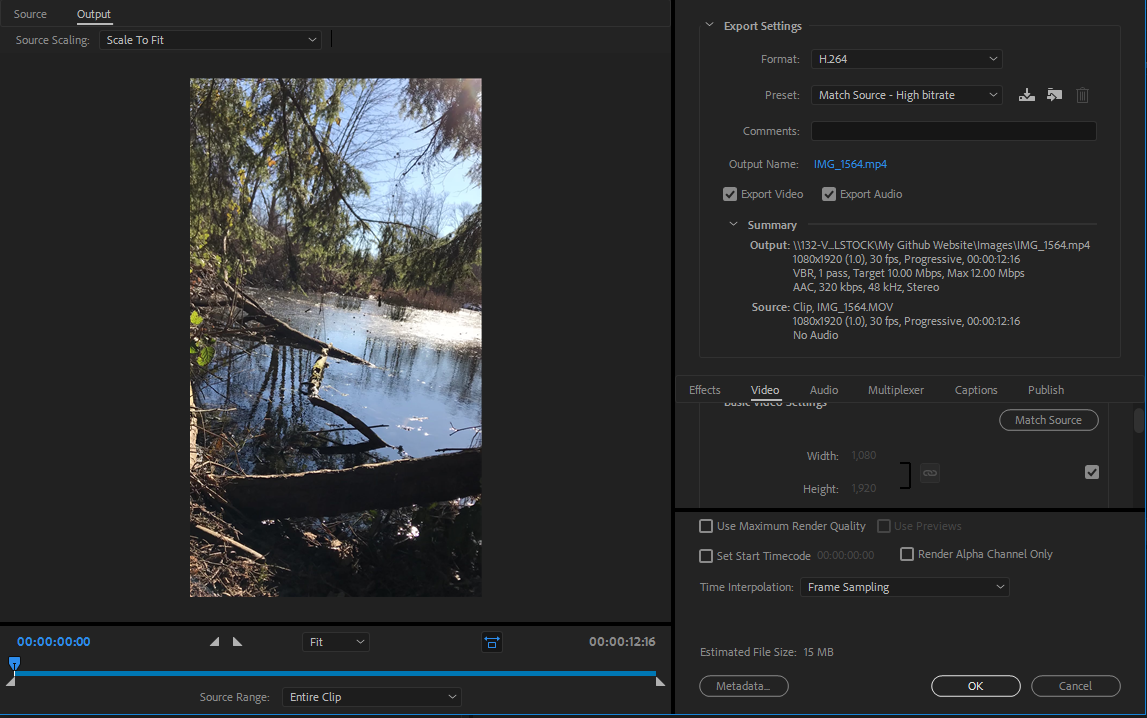 Source Output
Source Scaling: Scale To Fit
Export Settings
Format: H.264
Preset: Match Source - High bitrate
Comments:
Output Name: IMG_1564.mp4
Export Video Export Audio
Summary
Output: \\132-V...LSTOCK\My Github Website\Images\IMG_1564.mp4
1080x1920 (1.0), 30 fps, Progressive, 00:00:12:16
VBR, 1 pass, Target 10.00 Mbps, Max 12.00 Mbps
AAC, 320 kbps, 48 kHz, Stereo
Source: Clip, IMG_1564.MOV
1080x1920 (1.0), 30 fps, Progressive, 00:00:12:16
No Audio
Effects Video Audio Multiplexer Captions Publish
Basic Video Settings
Match Source
Width: 1,080
Height: 1,920
Use Maximum Render Quality Use Previews
Set Start Timecode 00:00:00:00 Render Alpha Channel Only
Time Interpolation: Frame Sampling
Estimated File Size: 15 MB
Metadata... OK Cancel
00:00:00:00 Fit 00:00:12:16
Source Range: Entire Clip